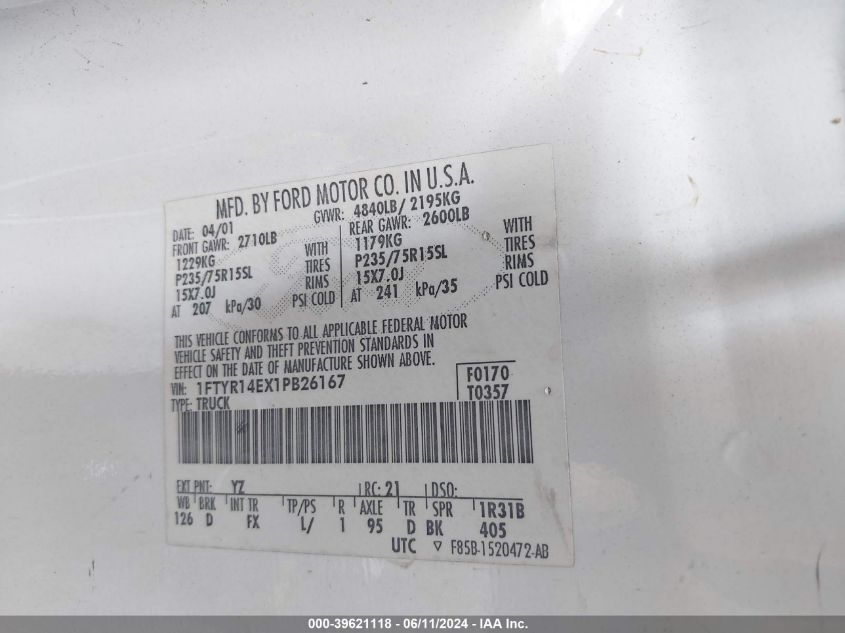 MFD. BY FORD MOTOR CO. IN U.S.A.
DATE: 04/01 GVWR: 4840LB/ 2195KG
FRONT GAWR: 2710LB REAR GAWR: 2600LB
1229KG WITH 1179KG WITH
P235/75R15SL TIRES P235/75R15SL TIRES
15X7.0J RIMS 15X7.0J RIMS
AT 207 kPa/30 PSI COLD AT 241 kPa/35 PSI COLD
THIS VEHICLE CONFORMS TO ALL APPLICABLE FEDERAL MOTOR
VEHICLE SAFETY AND THEFT PREVENTION STANDARDS IN
EFFECT ON THE DATE OF MANUFACTURE SHOWN ABOVE.
VIN: 1FTYR14EX1PB26167 F0170
TYPE: TRUCK T0357
EXT PNT: YZ RC: 21 DSO:
WB BRK INT TR TP/PS R AXLE TR SPR 1R31B
126 D FX L/ 1 95 D BK 405
UTC ▽ F85B-1520472-AB
000-39621118 - 06/11/2024 - IAA Inc.